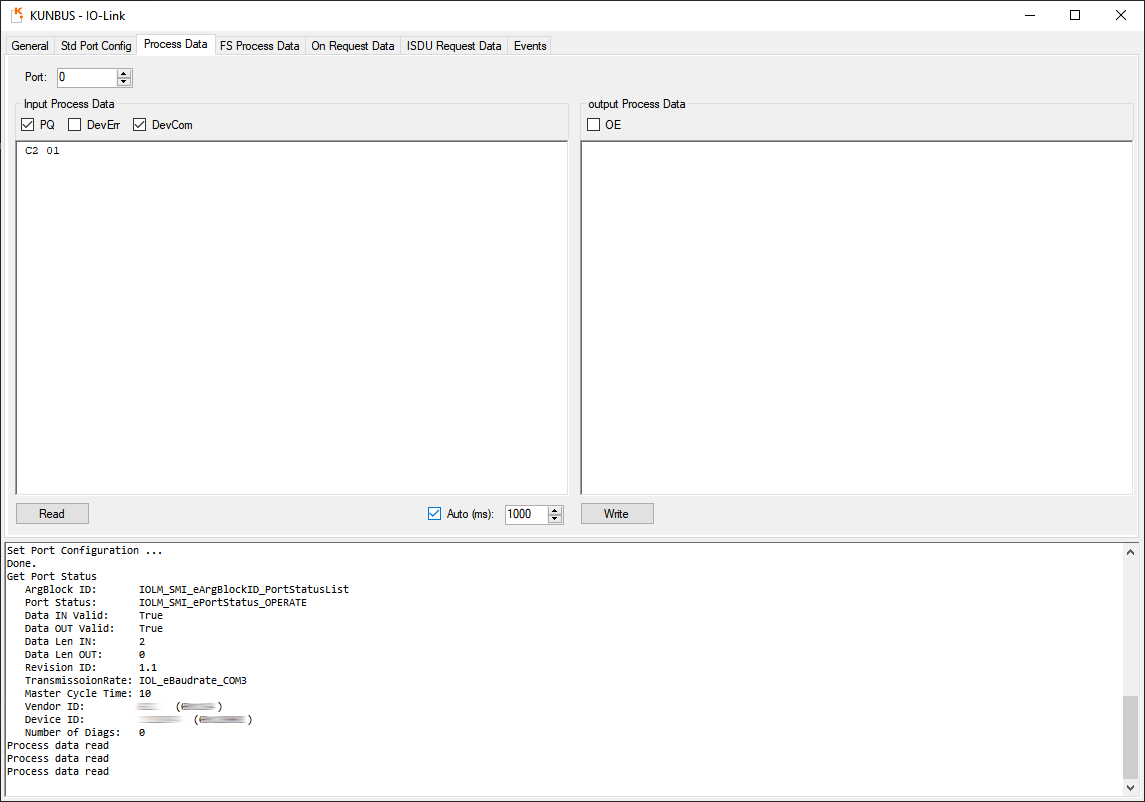 KUNBUS - IO-Link
General Std Port Config Process Data FS Process Data On Request Data ISDU Request Data Events
Port: 0
Input Process Data
PQ DevErr DevCom
C2 01
output Process Data
OE
Read Auto (ms): 1000 Write
Set Port Configuration ...
Done.
Get Port Status
ArgBlock ID: IOLM_SMI_eArgBlockID_PortStatusList
Port Status: IOLM_SMI_ePortStatus_OPERATE
Data IN Valid: True
Data OUT Valid: True
Data Len IN: 2
Data Len OUT: 0
Revision ID: 1.1
TransmissoionRate: IOL_eBaudrate_COM3
Master Cycle Time: 10
Vendor ID: ( )
Device ID: ( )
Number of Diags: 0
Process data read
Process data read
Process data read